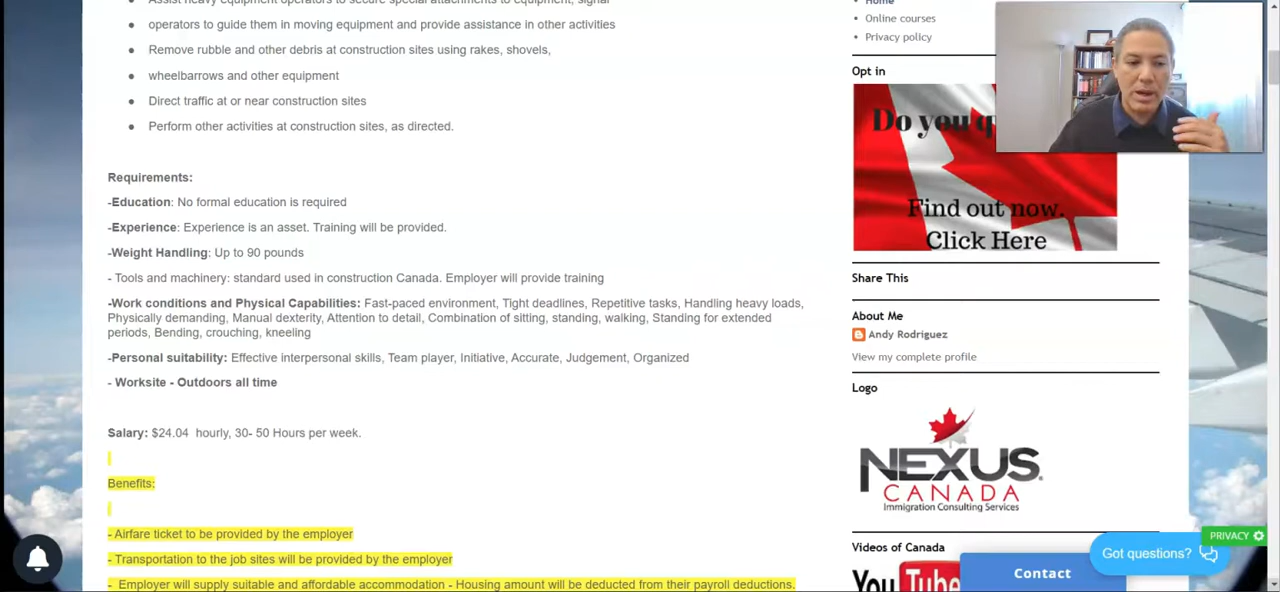 Assist heavy equipment operators to secure special attachments to equipment, signal
operators to guide them in moving equipment and provide assistance in other activities
Remove rubble and other debris at construction sites using rakes, shovels,
wheelbarrows and other equipment
Direct traffic at or near construction sites
Perform other activities at construction sites, as directed.
Requirements:
-Education: No formal education is required
-Experience: Experience is an asset. Training will be provided.
-Weight Handling: Up to 90 pounds
- Tools and machinery: standard used in construction Canada. Employer will provide training
-Work conditions and Physical Capabilities: Fast-paced environment, Tight deadlines, Repetitive tasks, Handling heavy loads,
Physically demanding, Manual dexterity, Attention to detail, Combination of sitting, standing, walking, Standing for extended
periods, Bending, crouching, kneeling
-Personal suitability: Effective interpersonal skills, Team player, Initiative, Accurate, Judgement, Organized
- Worksite - Outdoors all time
Salary: $24.04 hourly, 30- 50 Hours per week.
Benefits:
- Airfare ticket to be provided by the employer
- Transportation to the job sites will be provided by the employer
- Employer will supply suitable and affordable accommodation - Housing amount will be deducted from their payroll deductions.
Home
Online courses
Privacy policy
Opt in
Do you
Find out now.
Click Here
Share This
About Me
Andy Rodriguez
View my complete profile
Logo
NEXUS
CANADA
Immigration Consulting Services
Videos of Canada
YouTube
PRIVACY
Got questions?
Contact